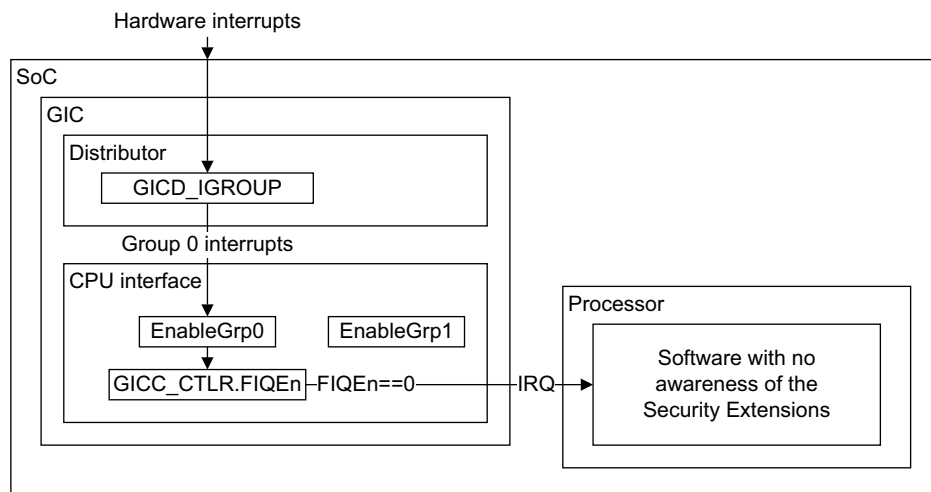 Hardware interrupts
SoC
GIC
Distributor
GICD_IGROUP
Group 0 interrupts
CPU interface
EnableGrp0
EnableGrp1
GICC_CTLR.FIQEn
FIQEn==0
IRQ
Processor
Software with no
awareness of the
Security Extensions